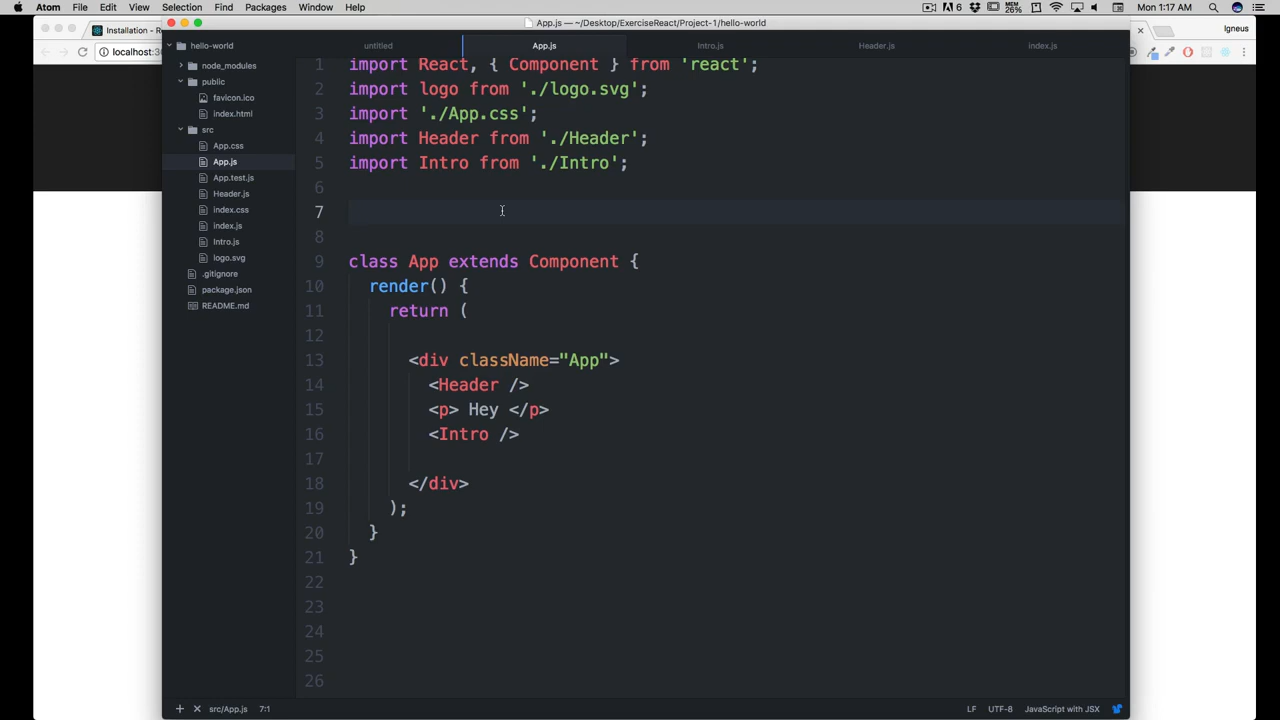 Atom File Edit View Selection Find Packages Window Help
6 MEM 26% Mon 1:17 AM
App.js — ~/Desktop/ExerciseReact/Project-1/hello-world
Installation - Re
Igneus
localhost:30
hello-world
untitled App.js Intro.js Header.js index.js
node_modules
public
favicon.ico
index.html
src
App.css
App.js
App.test.js
Header.js
index.css
index.js
Intro.js
logo.svg
.gitignore
package.json
README.md
1 import React, { Component } from 'react';
2 import logo from './logo.svg';
3 import './App.css';
4 import Header from './Header';
5 import Intro from './Intro';
6
7
8
9 class App extends Component {
10 render() {
11 return (
12
13 <div className="App">
14 <Header />
15 <p> Hey </p>
16 <Intro />
17
18 </div>
19 );
20 }
21 }
22
23
24
25
26
src/App.js 7:1 LF UTF-8 JavaScript with JSX